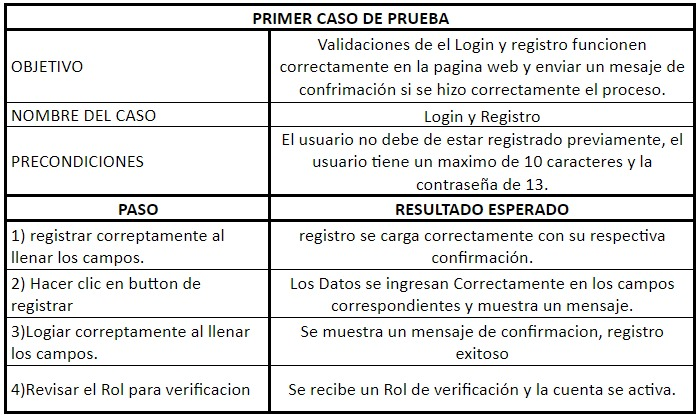 PRIMER CASO DE PRUEBA
OBJETIVO
Validaciones de el Login y registro funcionen
correctamente en la pagina web y enviar un mesaje de
confrimación si se hizo correctamente el proceso.
NOMBRE DEL CASO
Login y Registro
PRECONDICIONES
El usuario no debe de estar registrado previamente, el
usuario tiene un maximo de 10 caracteres y la
contraseña de 13.
PASO
RESULTADO ESPERADO
1) registrar correptamente al
llenar los campos.
registro se carga correctamente con su respectiva
confirmación.
2) Hacer clic en button de
registrar
Los Datos se ingresan Correctamente en los campos
correspondientes y muestra un mensaje.
3)Logiar correptamente al llenar
los campos.
Se muestra un mensaje de confirmacion, registro
exitoso
4)Revisar el Rol para verificacion
Se recibe un Rol de verificación y la cuenta se activa.